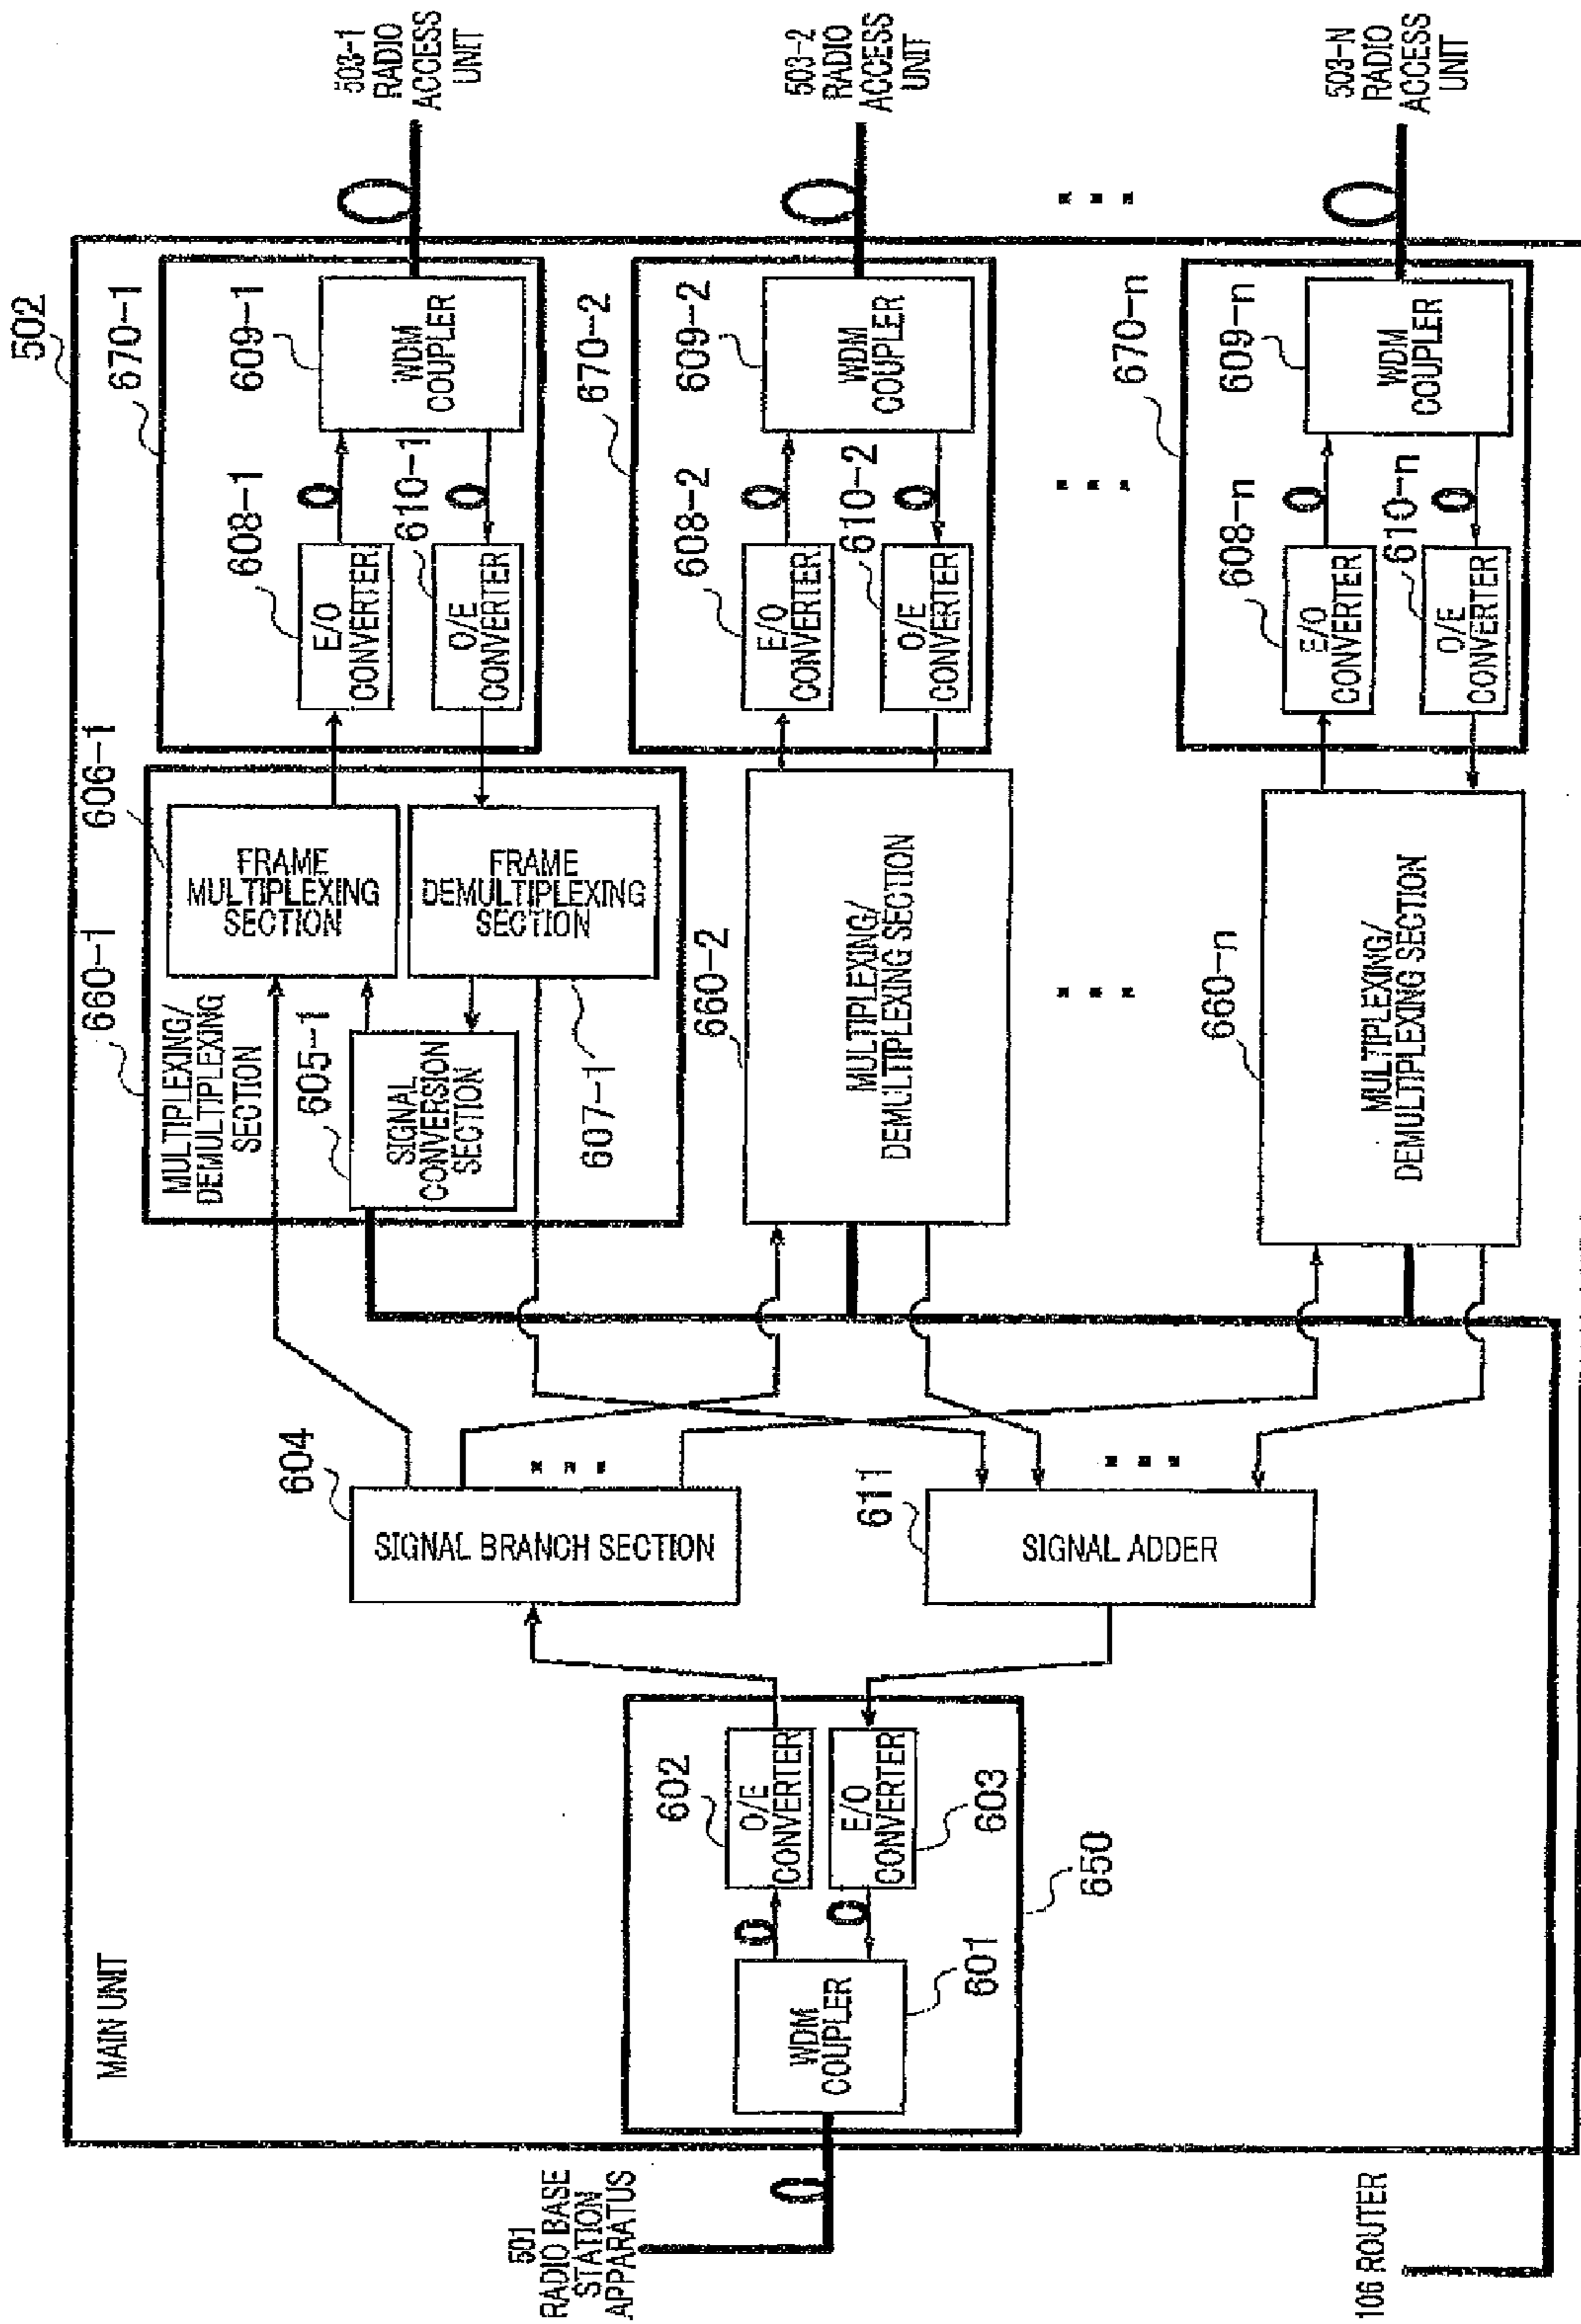 502
MAIN UNIT
501
RADIO BASE
STATION
APPARATUS
106 ROUTER
WDM
COUPLER
601
602
O/E
CONVERTER
E/O
CONVERTER
603
650
604
SIGNAL BRANCH SECTION
611
SIGNAL ADDER
660-1
MULTIPLEXING/
DEMULTIPLEXING
SECTION
605-1
SIGNAL
CONVERSION
SECTION
606-1
FRAME
MULTIPLEXING
SECTION
FRAME
DEMULTIPLEXING
SECTION
607-1
670-1
608-1
E/O
CONVERTER
610-1
O/E
CONVERTER
609-1
WDM
COUPLER
503-1
RADIO
ACCESS
UNIT
660-2
MULTIPLEXING/
DEMULTIPLEXING SECTION
670-2
608-2
E/O
CONVERTER
610-2
O/E
CONVERTER
609-2
WDM
COUPLER
503-2
RADIO
ACCESS
UNIT
660-n
MULTIPLEXING/
DEMULTIPLEXING SECTION
670-n
608-n
E/O
CONVERTER
610-n
O/E
CONVERTER
609-n
WDM
COUPLER
503-N
RADIO
ACCESS
UNIT